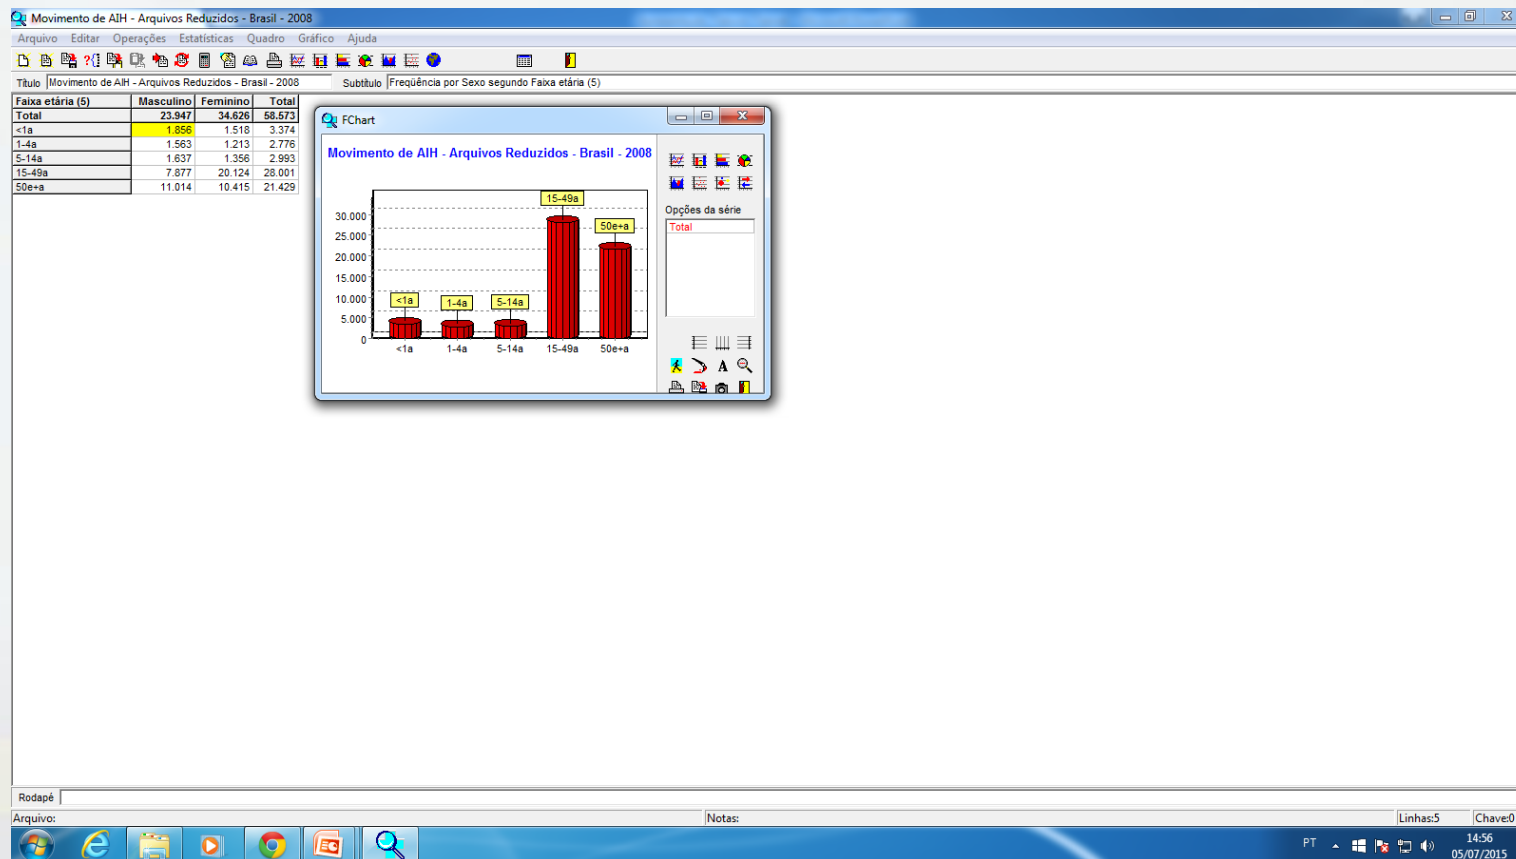 Movimento de AIH - Arquivos Reduzidos - Brasil - 2008
Arquivo Editar Operações Estatísticas Quadro Gráfico Ajuda
Título Movimento de AIH - Arquivos Reduzidos - Brasil - 2008 Subtítulo Freqüência por Sexo segundo Faixa etária (5)
Faixa etária (5) Masculino Feminino Total
Total 23.947 34.626 58.573
<1a 1.856 1.518 3.374
1-4a 1.563 1.213 2.776
5-14a 1.637 1.356 2.993
15-49a 7.877 20.124 28.001
50e+a 11.014 10.415 21.429
FChart
Movimento de AIH - Arquivos Reduzidos - Brasil - 2008
30.000
25.000
20.000
15.000
10.000
5.000
0
<1a
1-4a
5-14a
15-49a
50e+a
<1a 1-4a 5-14a 15-49a 50e+a
Opções da série
Total
A
Rodapé
Arquivo: Notas: Linhas:5 Chave:0
PT
14:56
05/07/2015